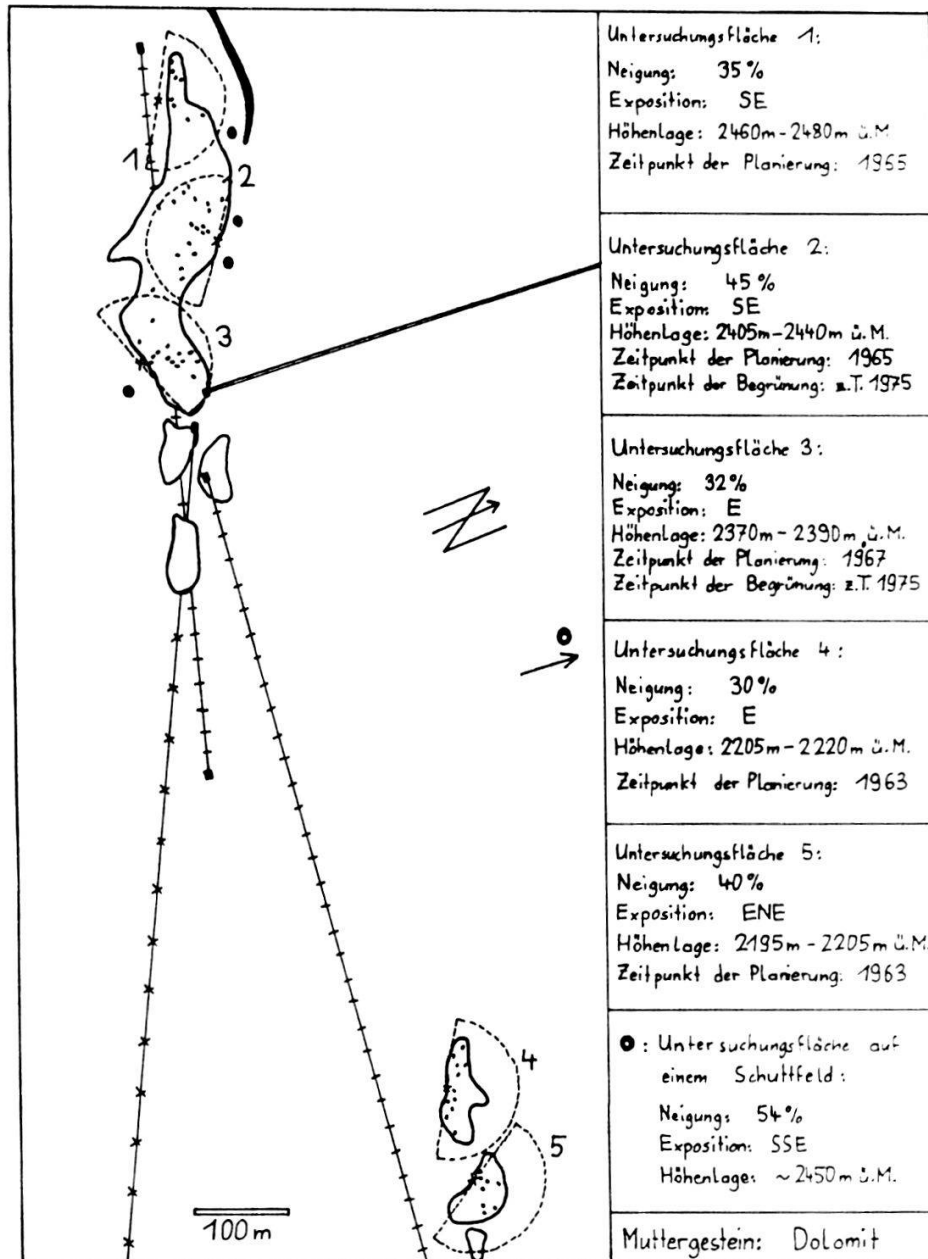 1
2
3
4
5
N
100 m
Untersuchungsfläche 1:
Neigung: 35%
Exposition: SE
Höhenlage: 2460m-2480m ü.M.
Zeitpunkt der Planierung: 1965
Untersuchungsfläche 2:
Neigung: 45%
Exposition: SE
Höhenlage: 2405m-2440m ü.M.
Zeitpunkt der Planierung: 1965
Zeitpunkt der Begrünung: z.T. 1975
Untersuchungsfläche 3:
Neigung: 32%
Exposition: E
Höhenlage: 2370m-2390m ü.M.
Zeitpunkt der Planierung: 1967
Zeitpunkt der Begrünung: z.T. 1975
Untersuchungsfläche 4:
Neigung: 30%
Exposition: E
Höhenlage: 2205m-2220m ü.M.
Zeitpunkt der Planierung: 1963
Untersuchungsfläche 5:
Neigung: 40%
Exposition: ENE
Höhenlage: 2195m-2205m ü.M.
Zeitpunkt der Planierung: 1963
: Untersuchungsfläche auf
einem Schuttfeld:
Neigung: 54%
Exposition: SSE
Höhenlage: ~2450m ü.M.
Muttergestein: Dolomit